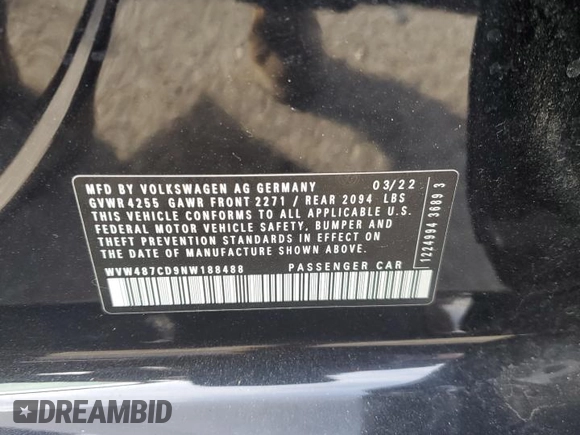 MFD BY VOLKSWAGEN AG GERMANY 03/22
GVWR 4255 GAWR FRONT 2271 / REAR 2094 LBS
THIS VEHICLE CONFORMS TO ALL APPLICABLE U.S.
FEDERAL MOTOR VEHICLE SAFETY, BUMPER AND
THEFT PREVENTION STANDARDS IN EFFECT ON
THE DATE OF MANUFACTURE SHOWN ABOVE.
WVW487CD9NW188488 PASSENGER CAR
1224994 3689 3
DREAMBID